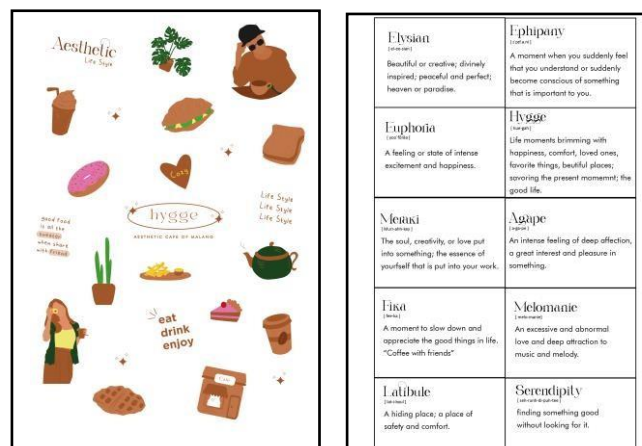 Aesthetic
Life Style
Cozy
Life Style
Life Style
Life Style
hygge
AESTHETIC CAFE OF MALANG
good food
is all the
when share
with friend
eat
drink
enjoy
Cafe
Elysian
Beautiful or creative; divinely
inspired; peaceful and perfect;
heaven or paradise.
Ephipany
A moment when you suddenly feel
that you understand or suddenly
become conscious of something
that is important to you.
Euphoria
A feeling or state of intense
excitement and happiness.
Hygge
Life moments brimming with
happiness, comfort, loved ones,
favorite things, beutiful places;
savoring the present momemnt; the
good life.
Meraki
The soul, creativity, or love put
into something; the essence of
yourself that is put into your work.
Agape
An intense feeling of deep affection,
a great interest and pleasure in
something.
Fika
A moment to slow down and
appreciate the good things in life.
"Coffee with friends"
Melomanie
An excessive and abnormal
love and deep attraction to
music and melody.
Latibule
A hiding place; a place of
safety and comfort.
Serendipity
finding something good
without looking for it.